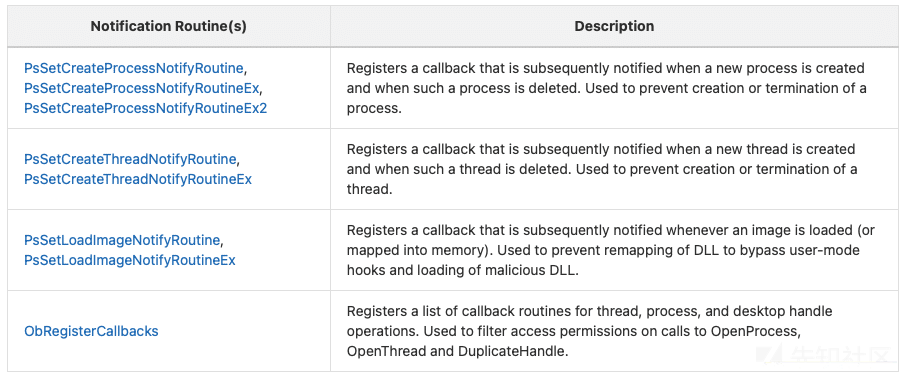 Notification Routine(s)
Description
PsSetCreateProcessNotifyRoutine,
PsSetCreateProcessNotifyRoutineEx,
PsSetCreateProcessNotifyRoutineEx2
Registers a callback that is subsequently notified when a new process is created
and when such a process is deleted. Used to prevent creation or termination of a
process.
PsSetCreateThreadNotifyRoutine,
PsSetCreateThreadNotifyRoutineEx
Registers a callback that is subsequently notified when a new thread is created
and when such a thread is deleted. Used to prevent creation or termination of a
thread.
PsSetLoadImageNotifyRoutine,
PsSetLoadImageNotifyRoutineEx
Registers a callback that is subsequently notified whenever an image is loaded (or
mapped into memory). Used to prevent remapping of DLL to bypass user-mode
hooks and loading of malicious DLL.
ObRegisterCallbacks
Registers a list of callback routines for thread, process, and desktop handle
operations. Used to filter access permissions on calls to OpenProcess,
OpenThread and DuplicateHandle.
先知社区